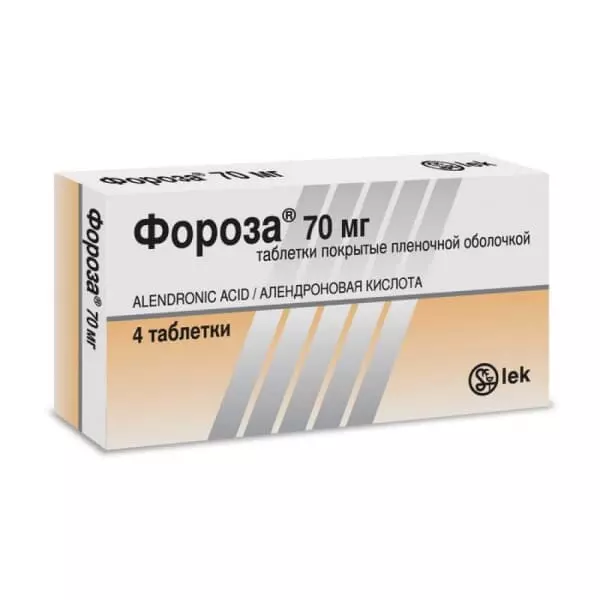 Фороза® 70 мг
lek
Фороза® 70 мг
таблетки покрытые пленочной оболочкой
ALENDRONIC ACID / АЛЕНДРОНОВАЯ КИСЛОТА
4 таблетки
lek
Фороза® 70 мг